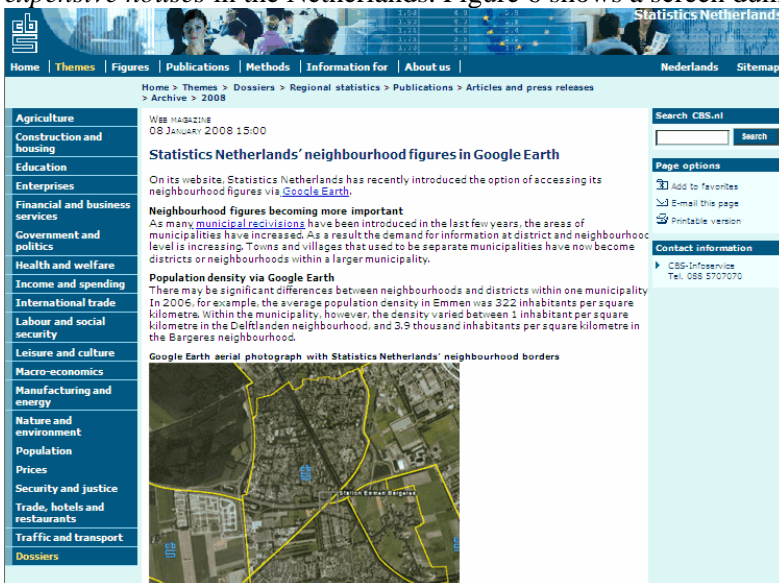 expensive houses in the Netherlands. Figure 6 shows a screen dum
Statistics Netherlands
Home | Themes | Figures | Publications | Methods | Information for | About us |
Nederlands Sitemap
Home > Themes > Dossiers > Regional statistics > Publications > Articles and press releases
> Archive > 2008
Agriculture
Construction and
housing
Education
Enterprises
Financial and business
services
Government and
politics
Health and welfare
Income and spending
International trade
Labour and social
security
Leisure and culture
Macro-economics
Manufacturing and
energy
Nature and
environment
Population
Prices
Security and justice
Trade, hotels and
restaurants
Traffic and transport
Dossiers
Web magazine
08 January 2008 15:00
Statistics Netherlands' neighbourhood figures in Google Earth
On its website, Statistics Netherlands has recently introduced the option of accessing its
neighbourhood figures via Google Earth.
Neighbourhood figures becoming more important
As many municipal redivisions have been introduced in the last few years, the areas of
municipalities have increased. As a result the demand for information at district and neighbourhood
level is increasing. Towns and villages that used to be separate municipalities have now become
districts or neighbourhoods within a larger municipality.
Population density via Google Earth
There may be significant differences between neighbourhoods and districts within one municipality
In 2006, for example, the average population density in Emmen was 322 inhabitants per square
kilometre. Within the municipality, however, the density varied between 1 inhabitant per square
kilometre in the Delftlanden neighbourhood, and 3.9 thousand inhabitants per square kilometre in
the Bargeres neighbourhood.
Google Earth aerial photograph with Statistics Netherlands' neighbourhood borders
Station Emmen Bargeres
Search CBS.nl
Search
Page options
Add to favorites
E-mail this page
Printable version
Contact information
CBS-Infoservice
Tel. 088 5707070